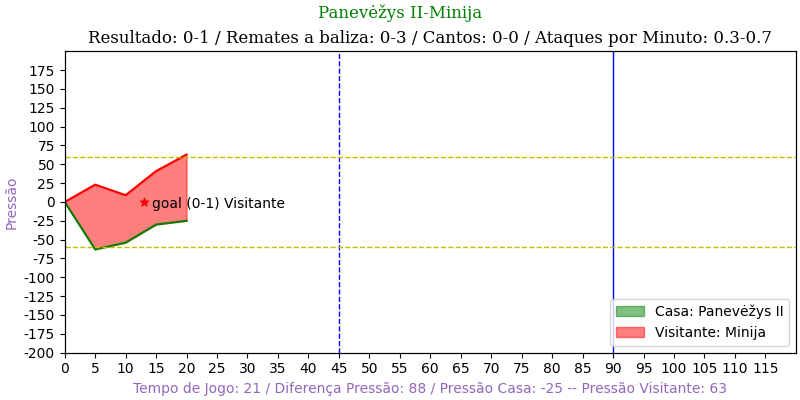 Panevėžys II-Minija
Resultado: 0-1 / Remates a baliza: 0-3 / Cantos: 0-0 / Ataques por Minuto: 0.3-0.7
Pressão
175
150
125
100
75
50
25
0
-25
-50
-75
-100
-125
-150
-175
-200
goal (0-1) Visitante
Casa: Panevėžys II
Visitante: Minija
0 5 10 15 20 25 30 35 40 45 50 55 60 65 70 75 80 85 90 95 100 105 110 115
Tempo de Jogo: 21 / Diferença Pressão: 88 / Pressão Casa: -25 -- Pressão Visitante: 63